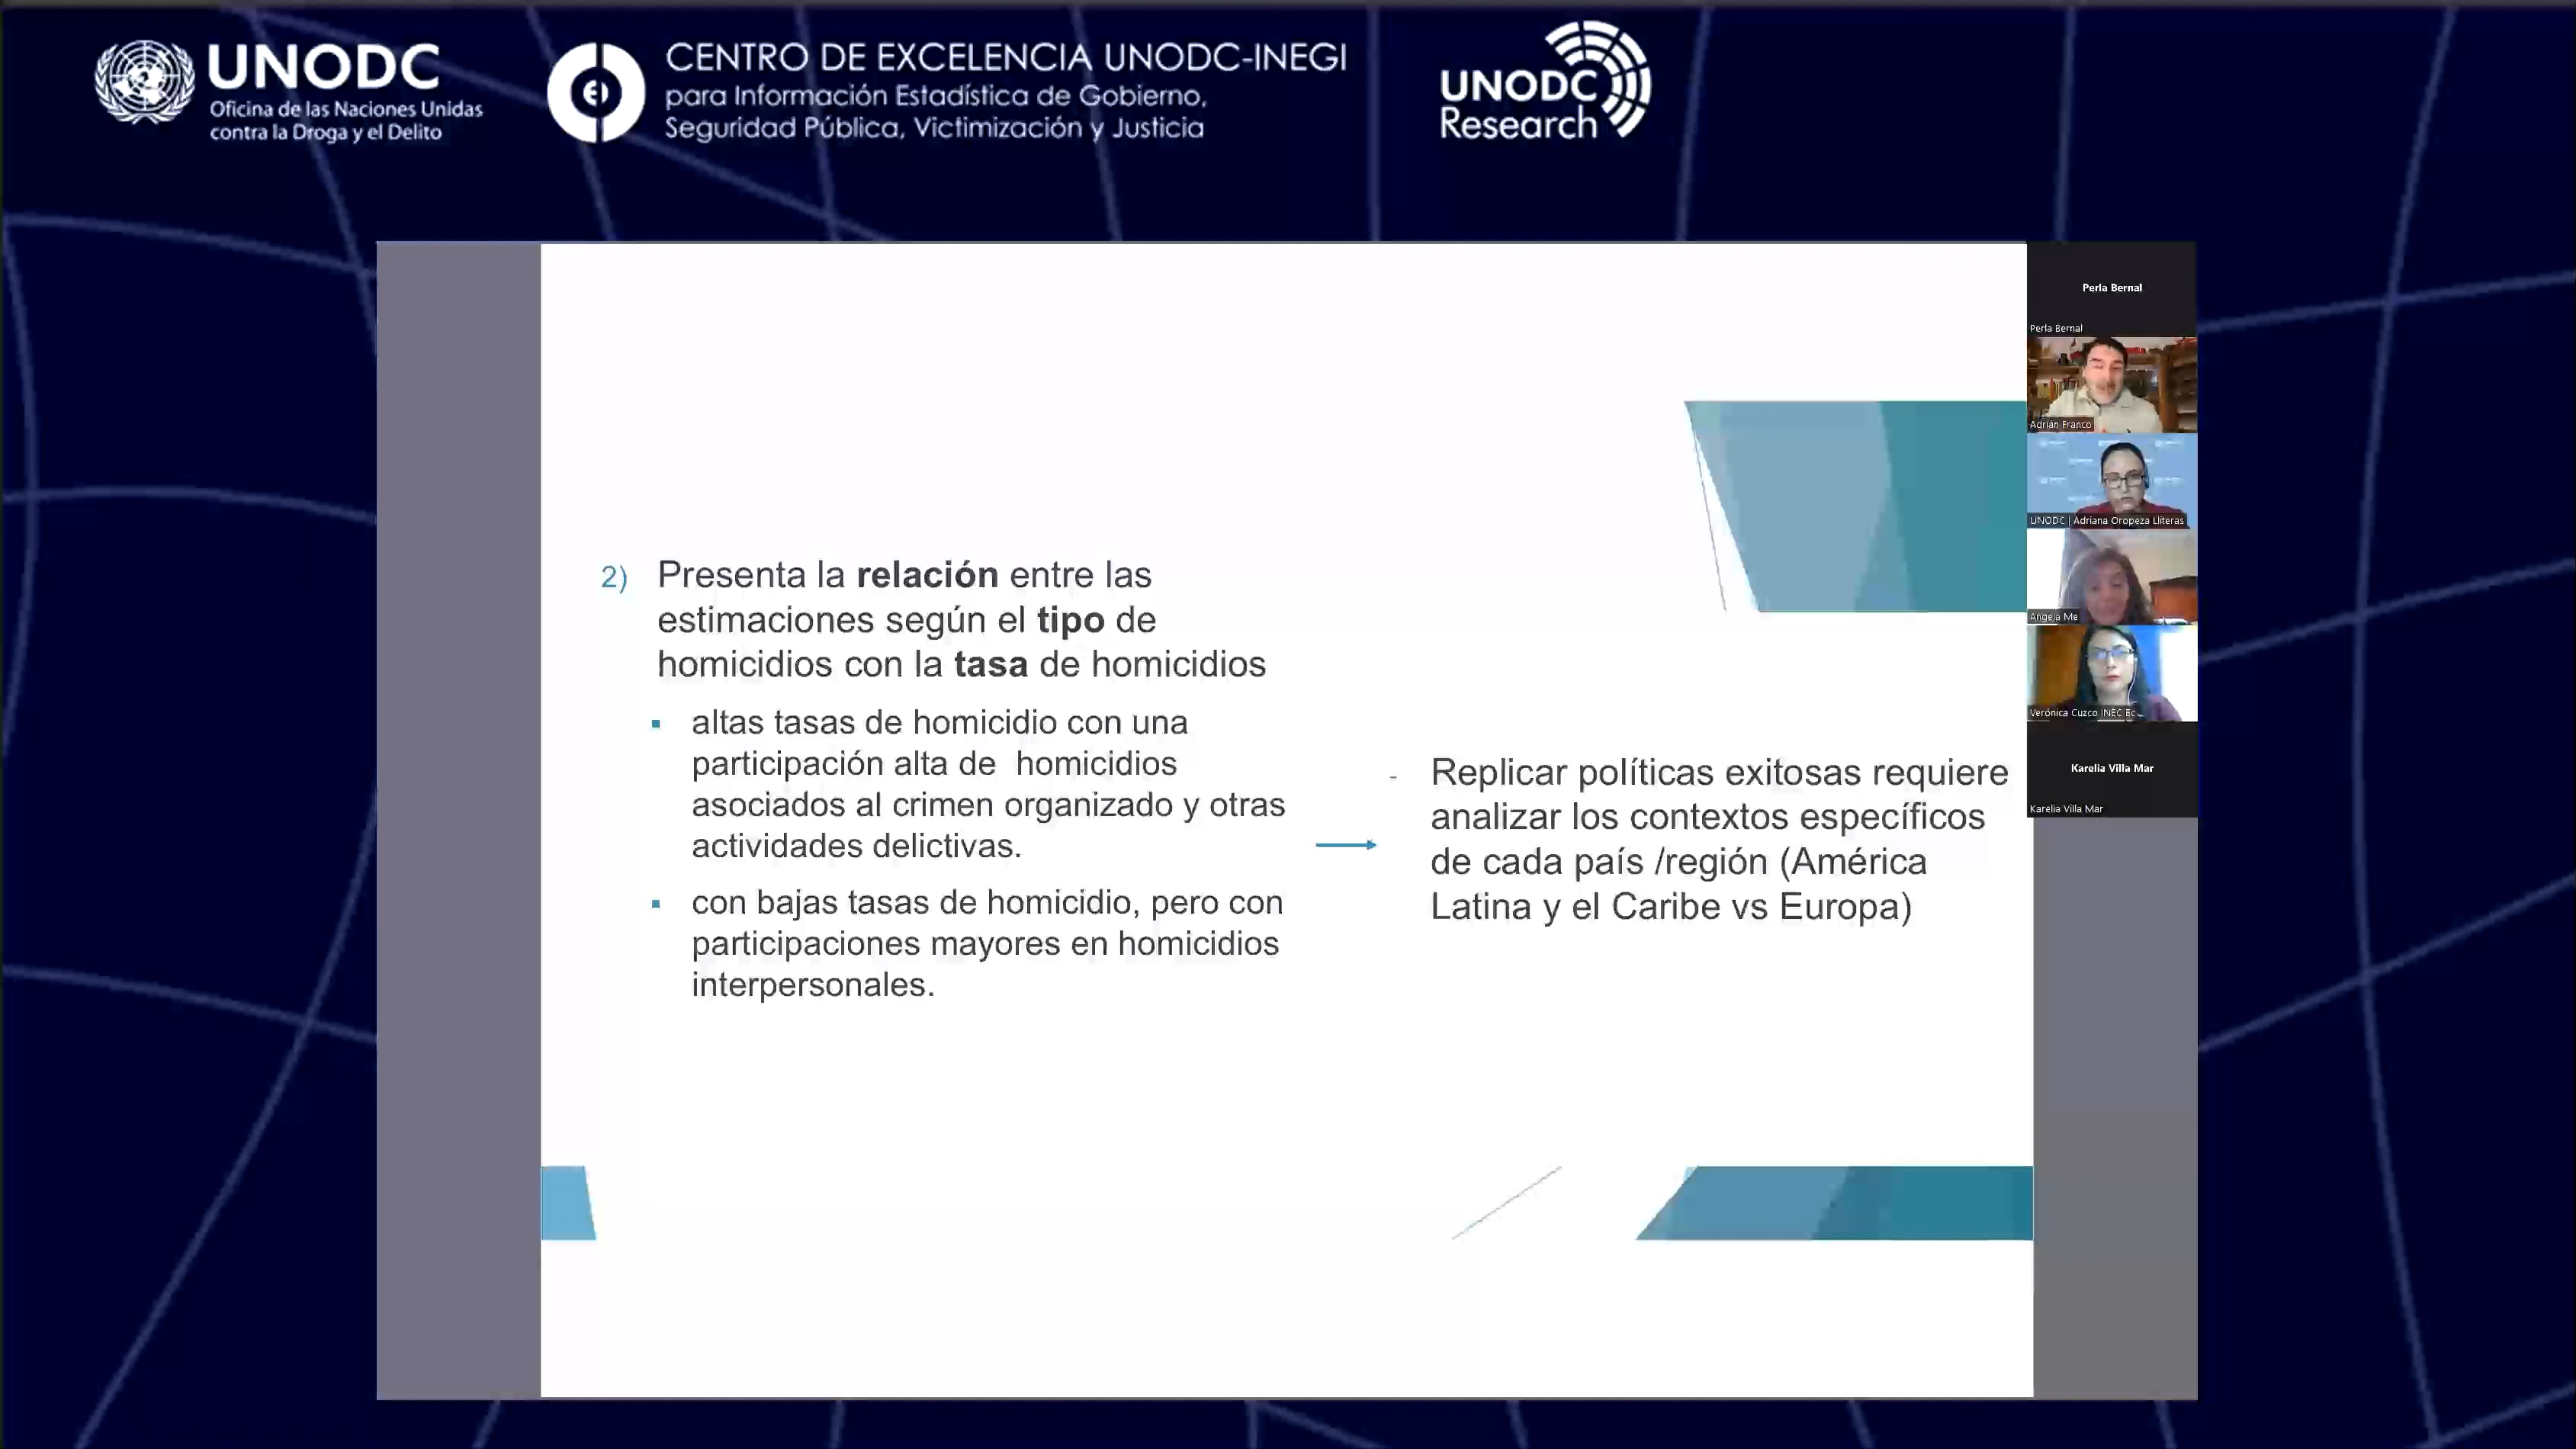 UNODC
Oficina de las Naciones Unidas
contra la Droga y el Delito
CENTRO DE EXCELENCIA UNODC-INEGI
para Información Estadística de Gobierno,
Seguridad Pública, Victimización y Justicia
UNODC
Research
2) Presenta la relación entre las
estimaciones según el tipo de
homicidios con la tasa de homicidios
▪ altas tasas de homicidio con una
participación alta de homicidios
asociados al crimen organizado y otras
actividades delictivas.
▪ con bajas tasas de homicidio, pero con
participaciones mayores en homicidios
interpersonales.
- Replicar políticas exitosas requiere
analizar los contextos específicos
de cada país /región (América
Latina y el Caribe vs Europa)
Perla Bernal
Perla Bernal
Adrián Franco
UNODC | Adriana Oropeza Lliteras
Angela Me
Verónica Cuzco INEC Ec...
Karelia Villa Mar
Karelia Villa Mar